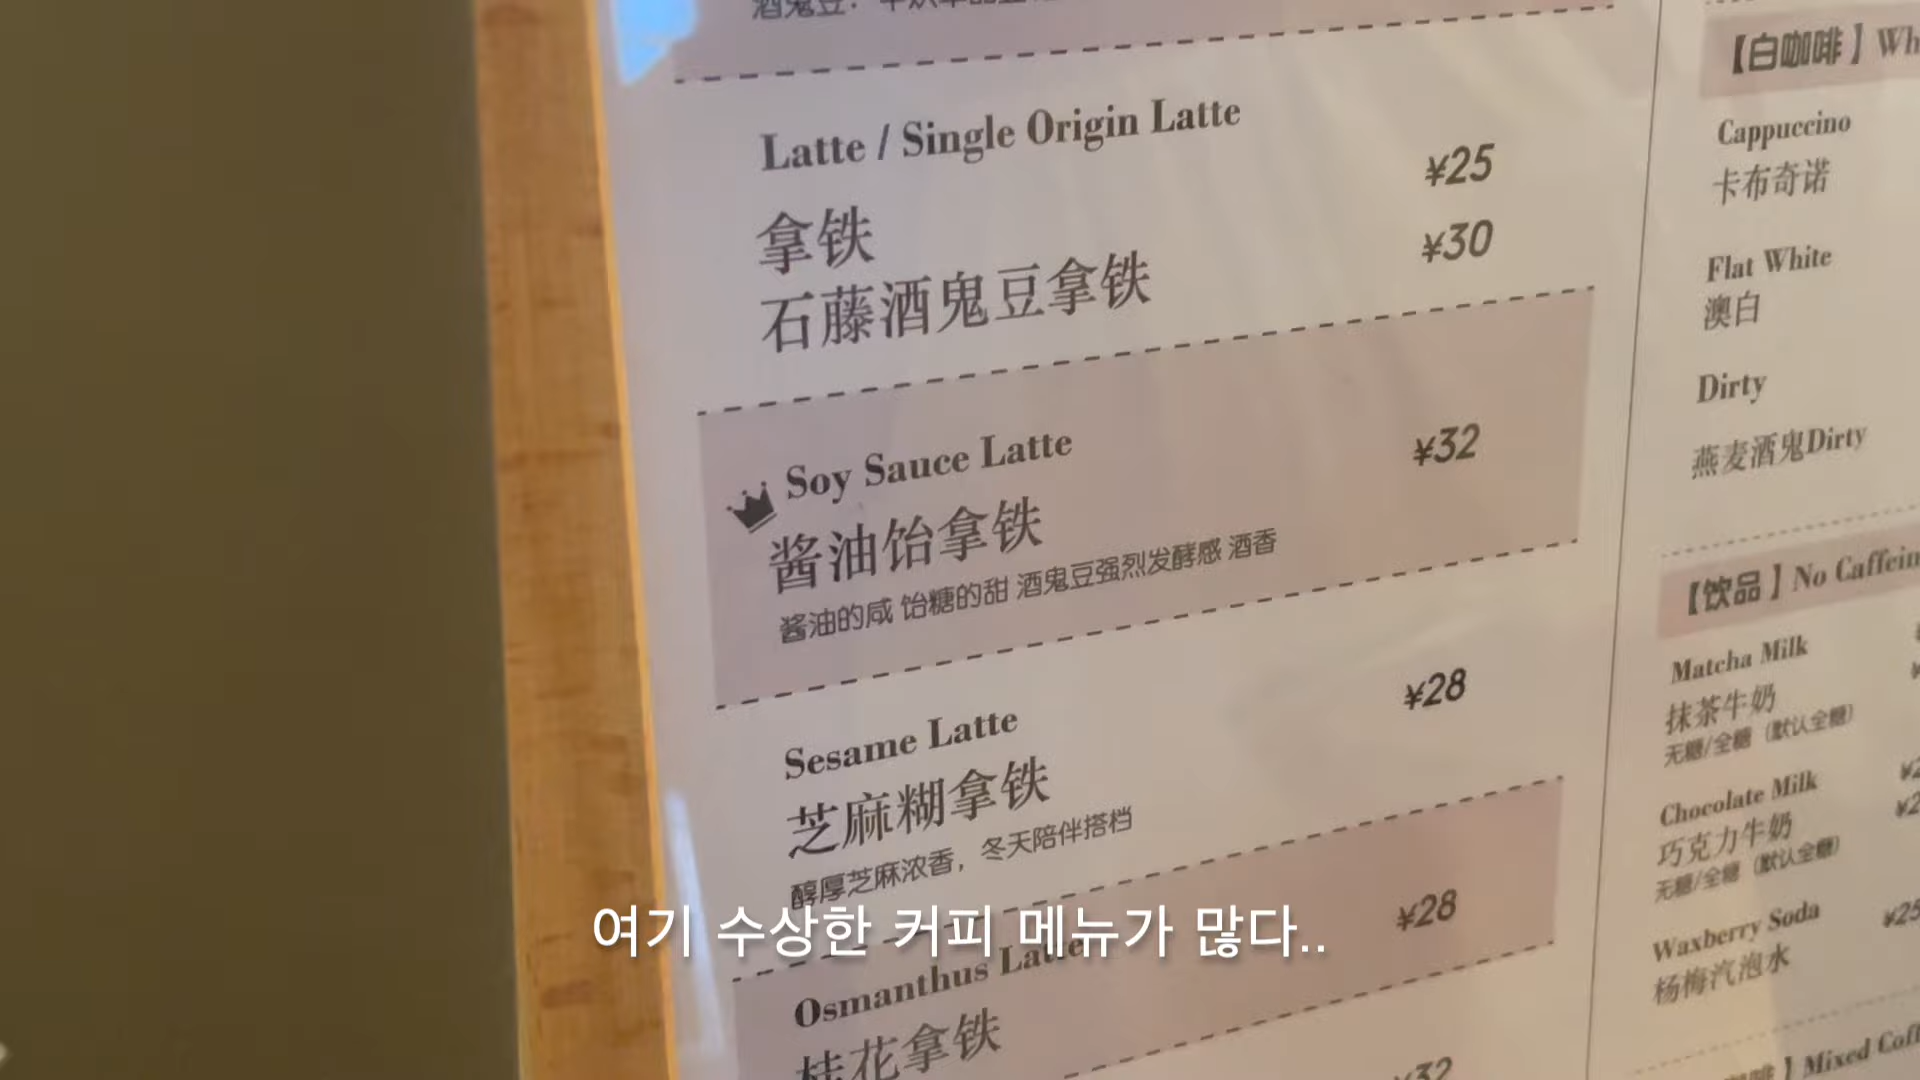 Latte / Single Origin Latte
¥25
拿铁
¥30
石藤酒鬼豆拿铁
Soy Sauce Latte
¥32
酱油饴拿铁
酱油的咸 饴糖的甜 酒鬼豆强烈发酵感 酒香
Sesame Latte
¥28
芝麻糊拿铁
醇厚芝麻浓香，冬天陪伴搭档
Osmanthus Latte
¥28
桂花拿铁
¥32
【白咖啡】
Cappuccino
卡布奇诺
Flat White
澳白
Dirty
燕麦酒鬼Dirty
【饮品】No
Matcha Milk
抹茶牛奶
无糖/全糖（默认全糖）
Chocolate Milk
巧克力牛奶
无糖/全糖（默认全糖）
Waxberry Soda
¥25
杨梅汽泡水
】Mixed
여기 수상한 커피 메뉴가 많다..